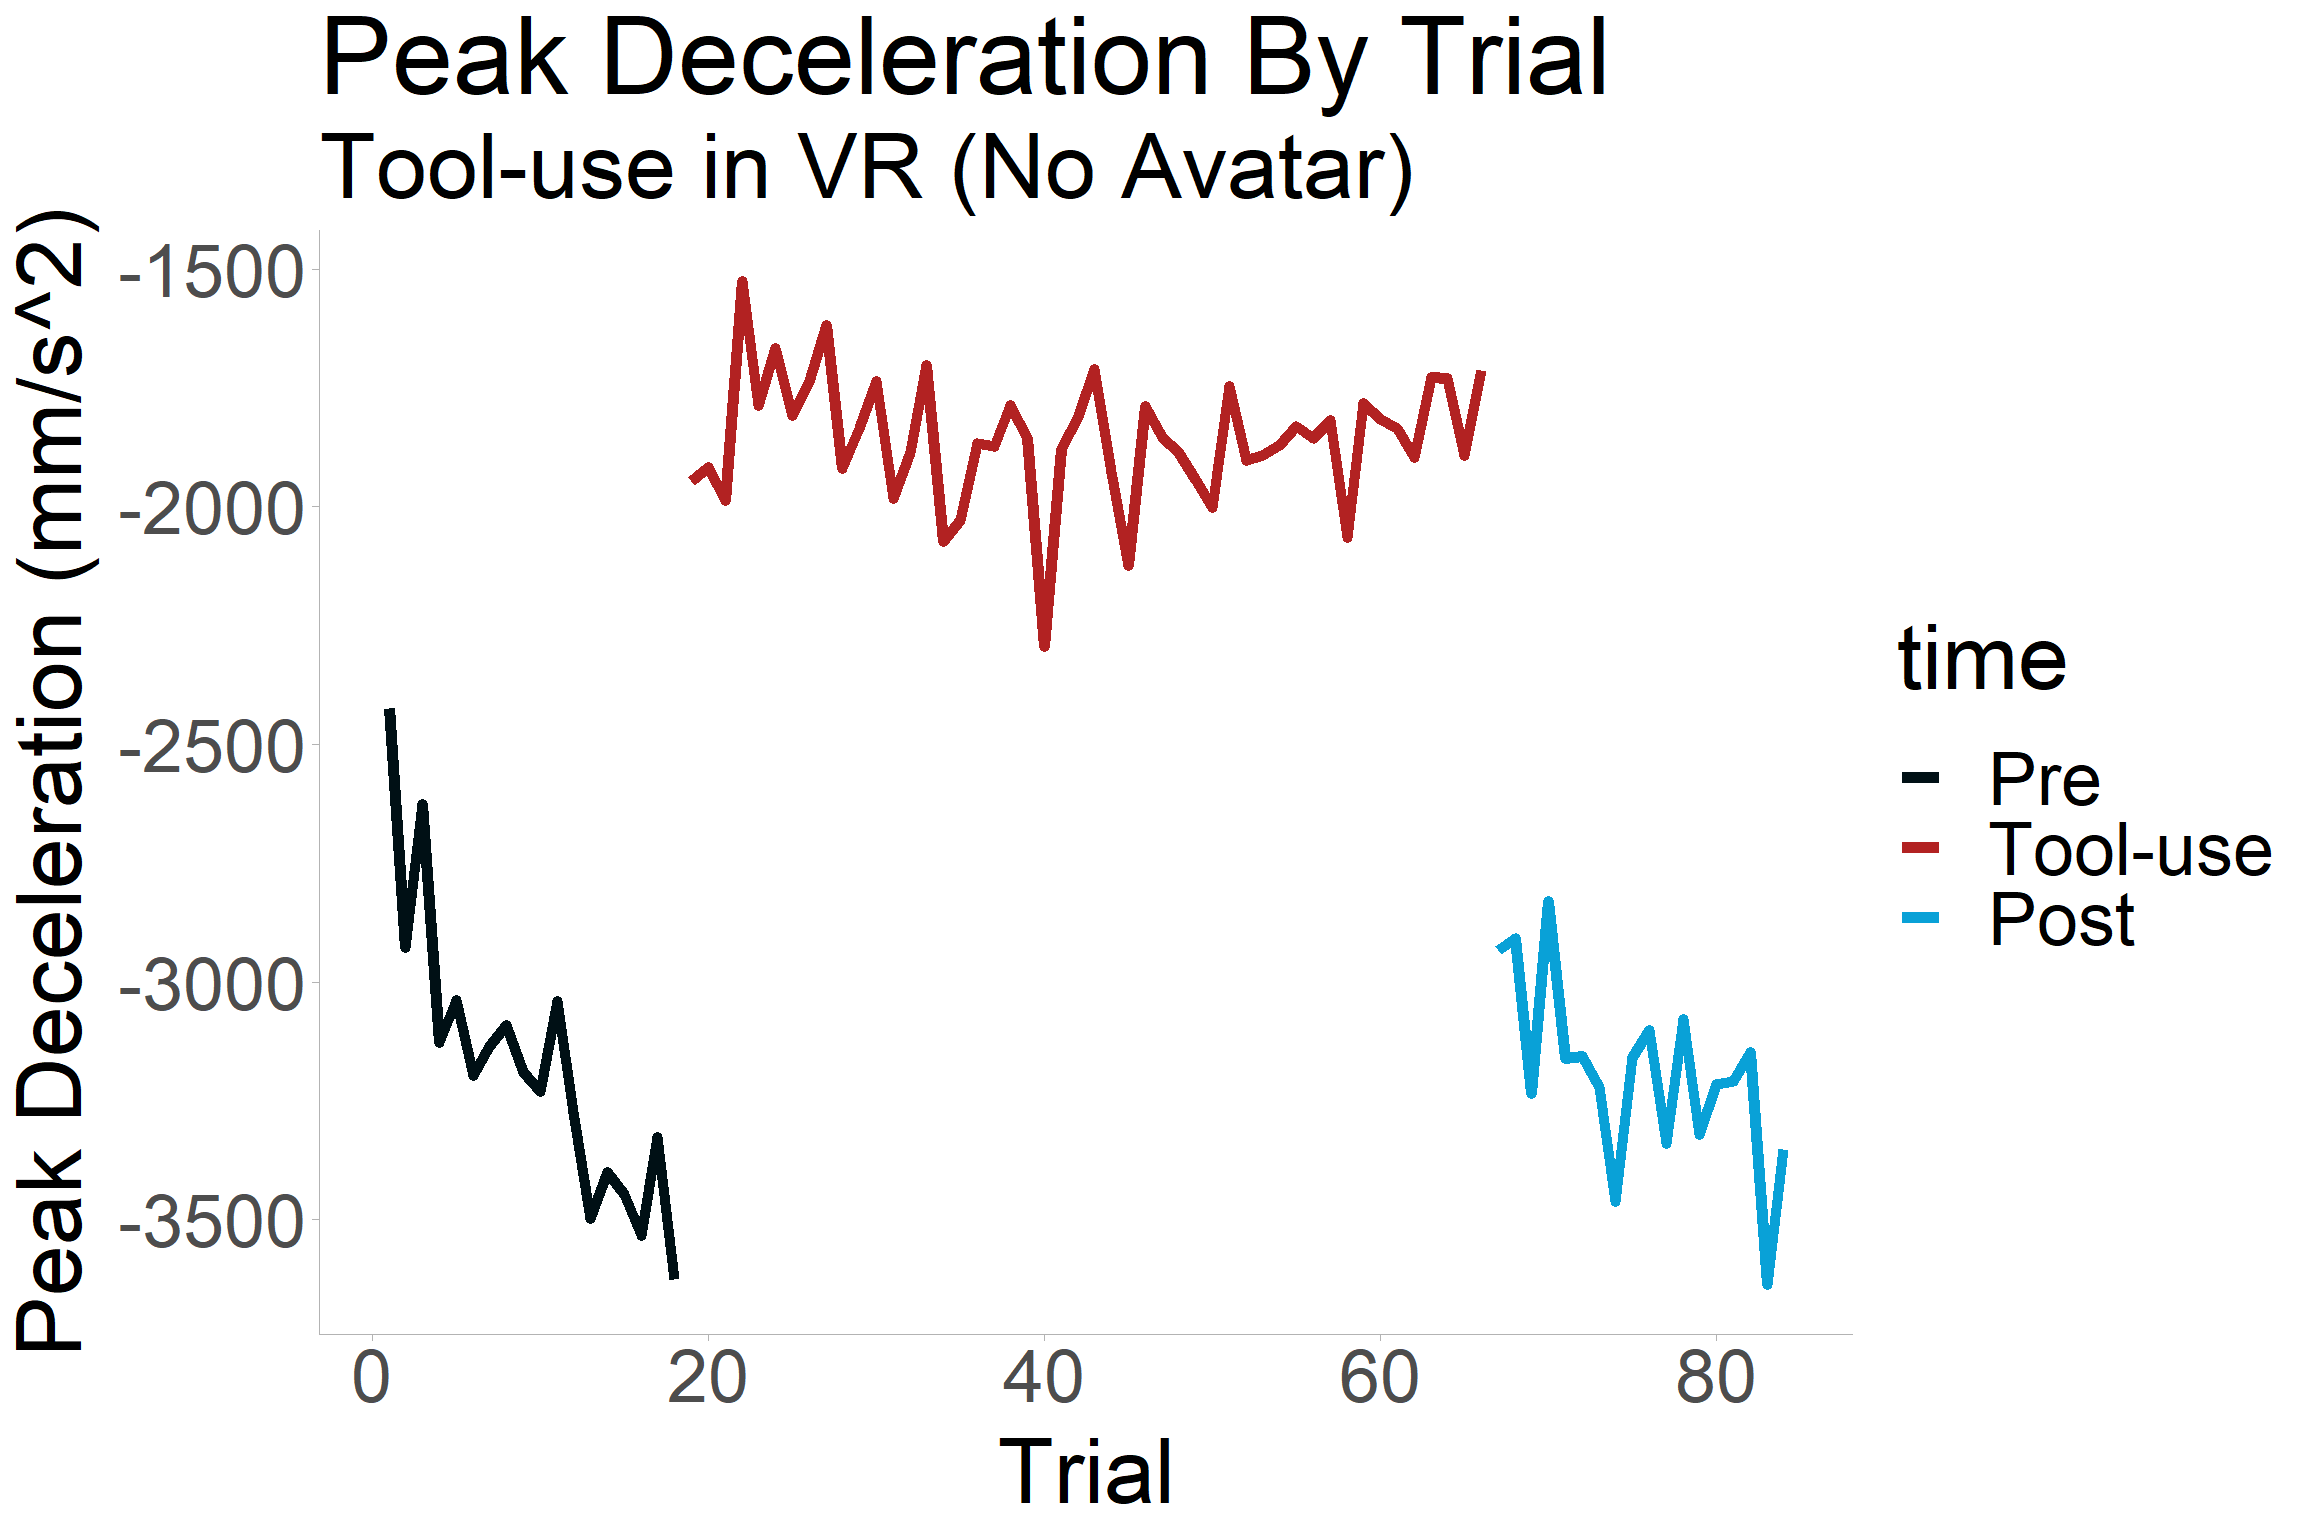 Peak Deceleration By Trial
Tool-use in VR (No Avatar)
Peak Deceleration (mm/s^2)
-1500
-2000
-2500
-3000
-3500
0 20 40 60 80
Trial
time
Pre
Tool-use
Post